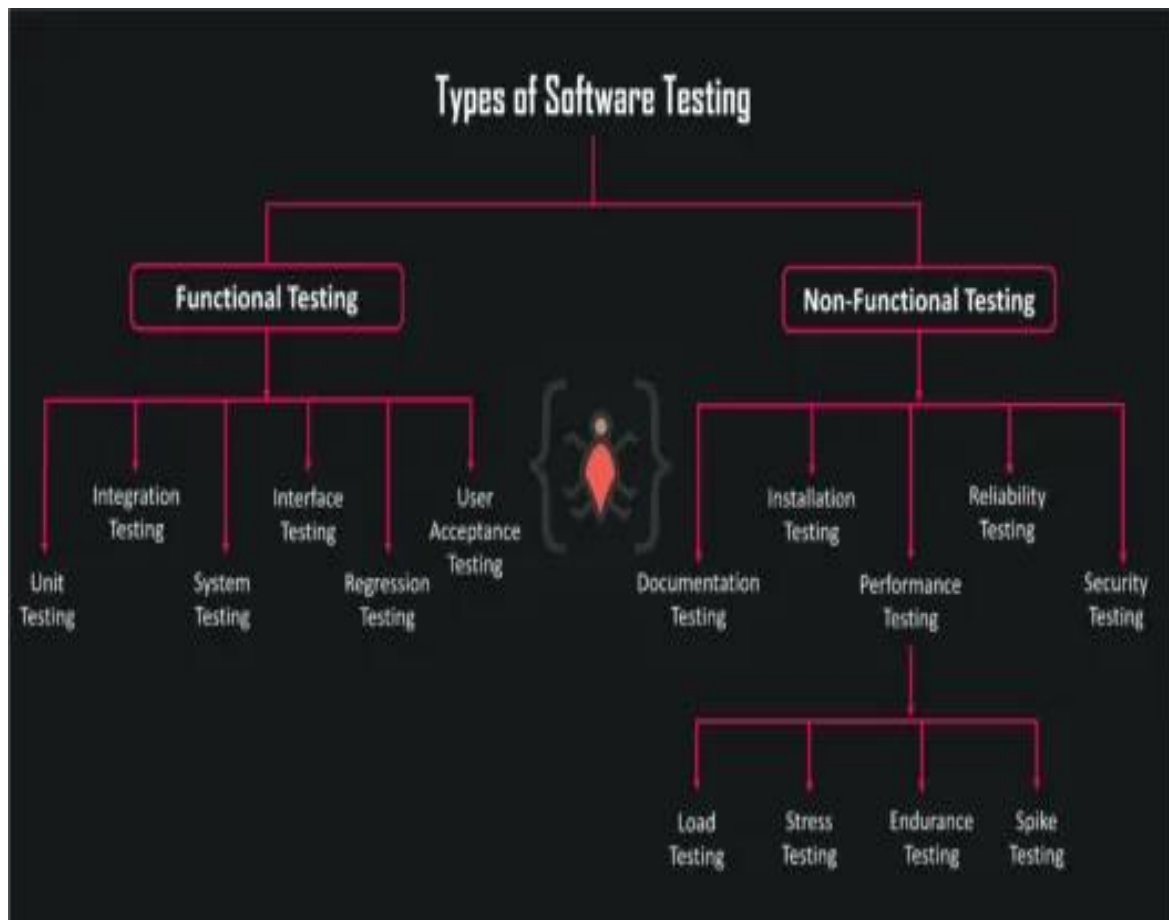 Types of Software Testing
Functional Testing
Non-Functional Testing
Unit
Testing
Integration
Testing
System
Testing
Interface
Testing
Regression
Testing
User
Acceptance
Testing
Documentation
Testing
Installation
Testing
Performance
Testing
Reliability
Testing
Security
Testing
Load
Testing
Stress
Testing
Endurance
Testing
Spike
Testing